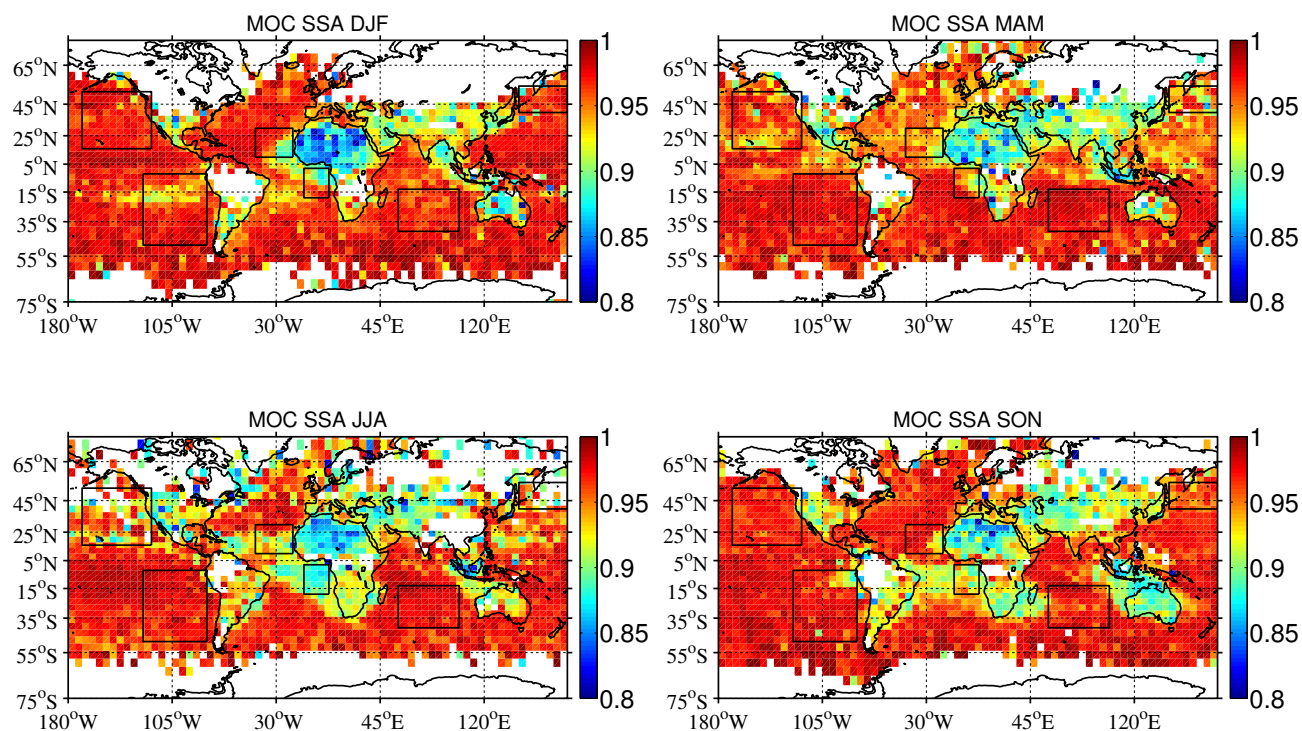 MOC SSA DJF
65°N
45°N
25°N
5°N
15°S
35°S
55°S
75°S
180°W
105°W
30°W
45°E
120°E
1
0.95
0.9
0.85
0.8
MOC SSA MAM
65°N
45°N
25°N
5°N
15°S
35°S
55°S
75°S
180°W
105°W
30°W
45°E
120°E
1
0.95
0.9
0.85
0.8
MOC SSA JJA
65°N
45°N
25°N
5°N
15°S
35°S
55°S
75°S
180°W
105°W
30°W
45°E
120°E
1
0.95
0.9
0.85
0.8
MOC SSA SON
65°N
45°N
25°N
5°N
15°S
35°S
55°S
75°S
180°W
105°W
30°W
45°E
120°E
1
0.95
0.9
0.85
0.8